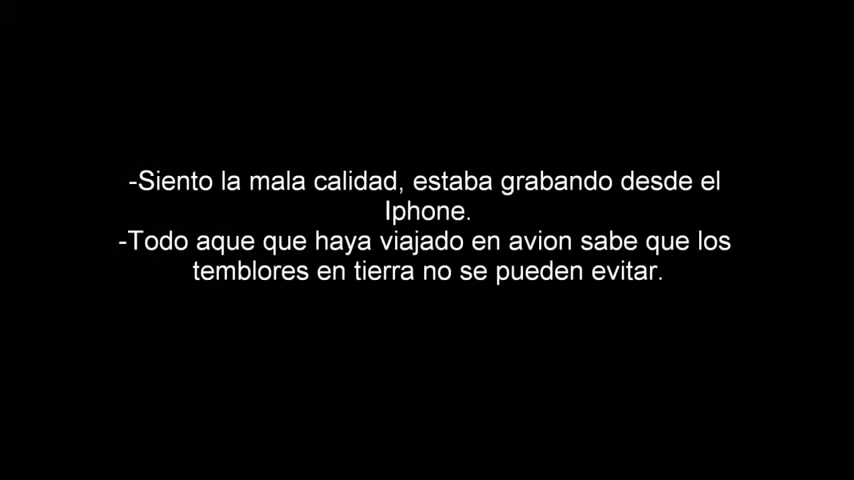 -Siento la mala calidad, estaba grabando desde el
Iphone.
-Todo aque que haya viajado en avion sabe que los
temblores en tierra no se pueden evitar.